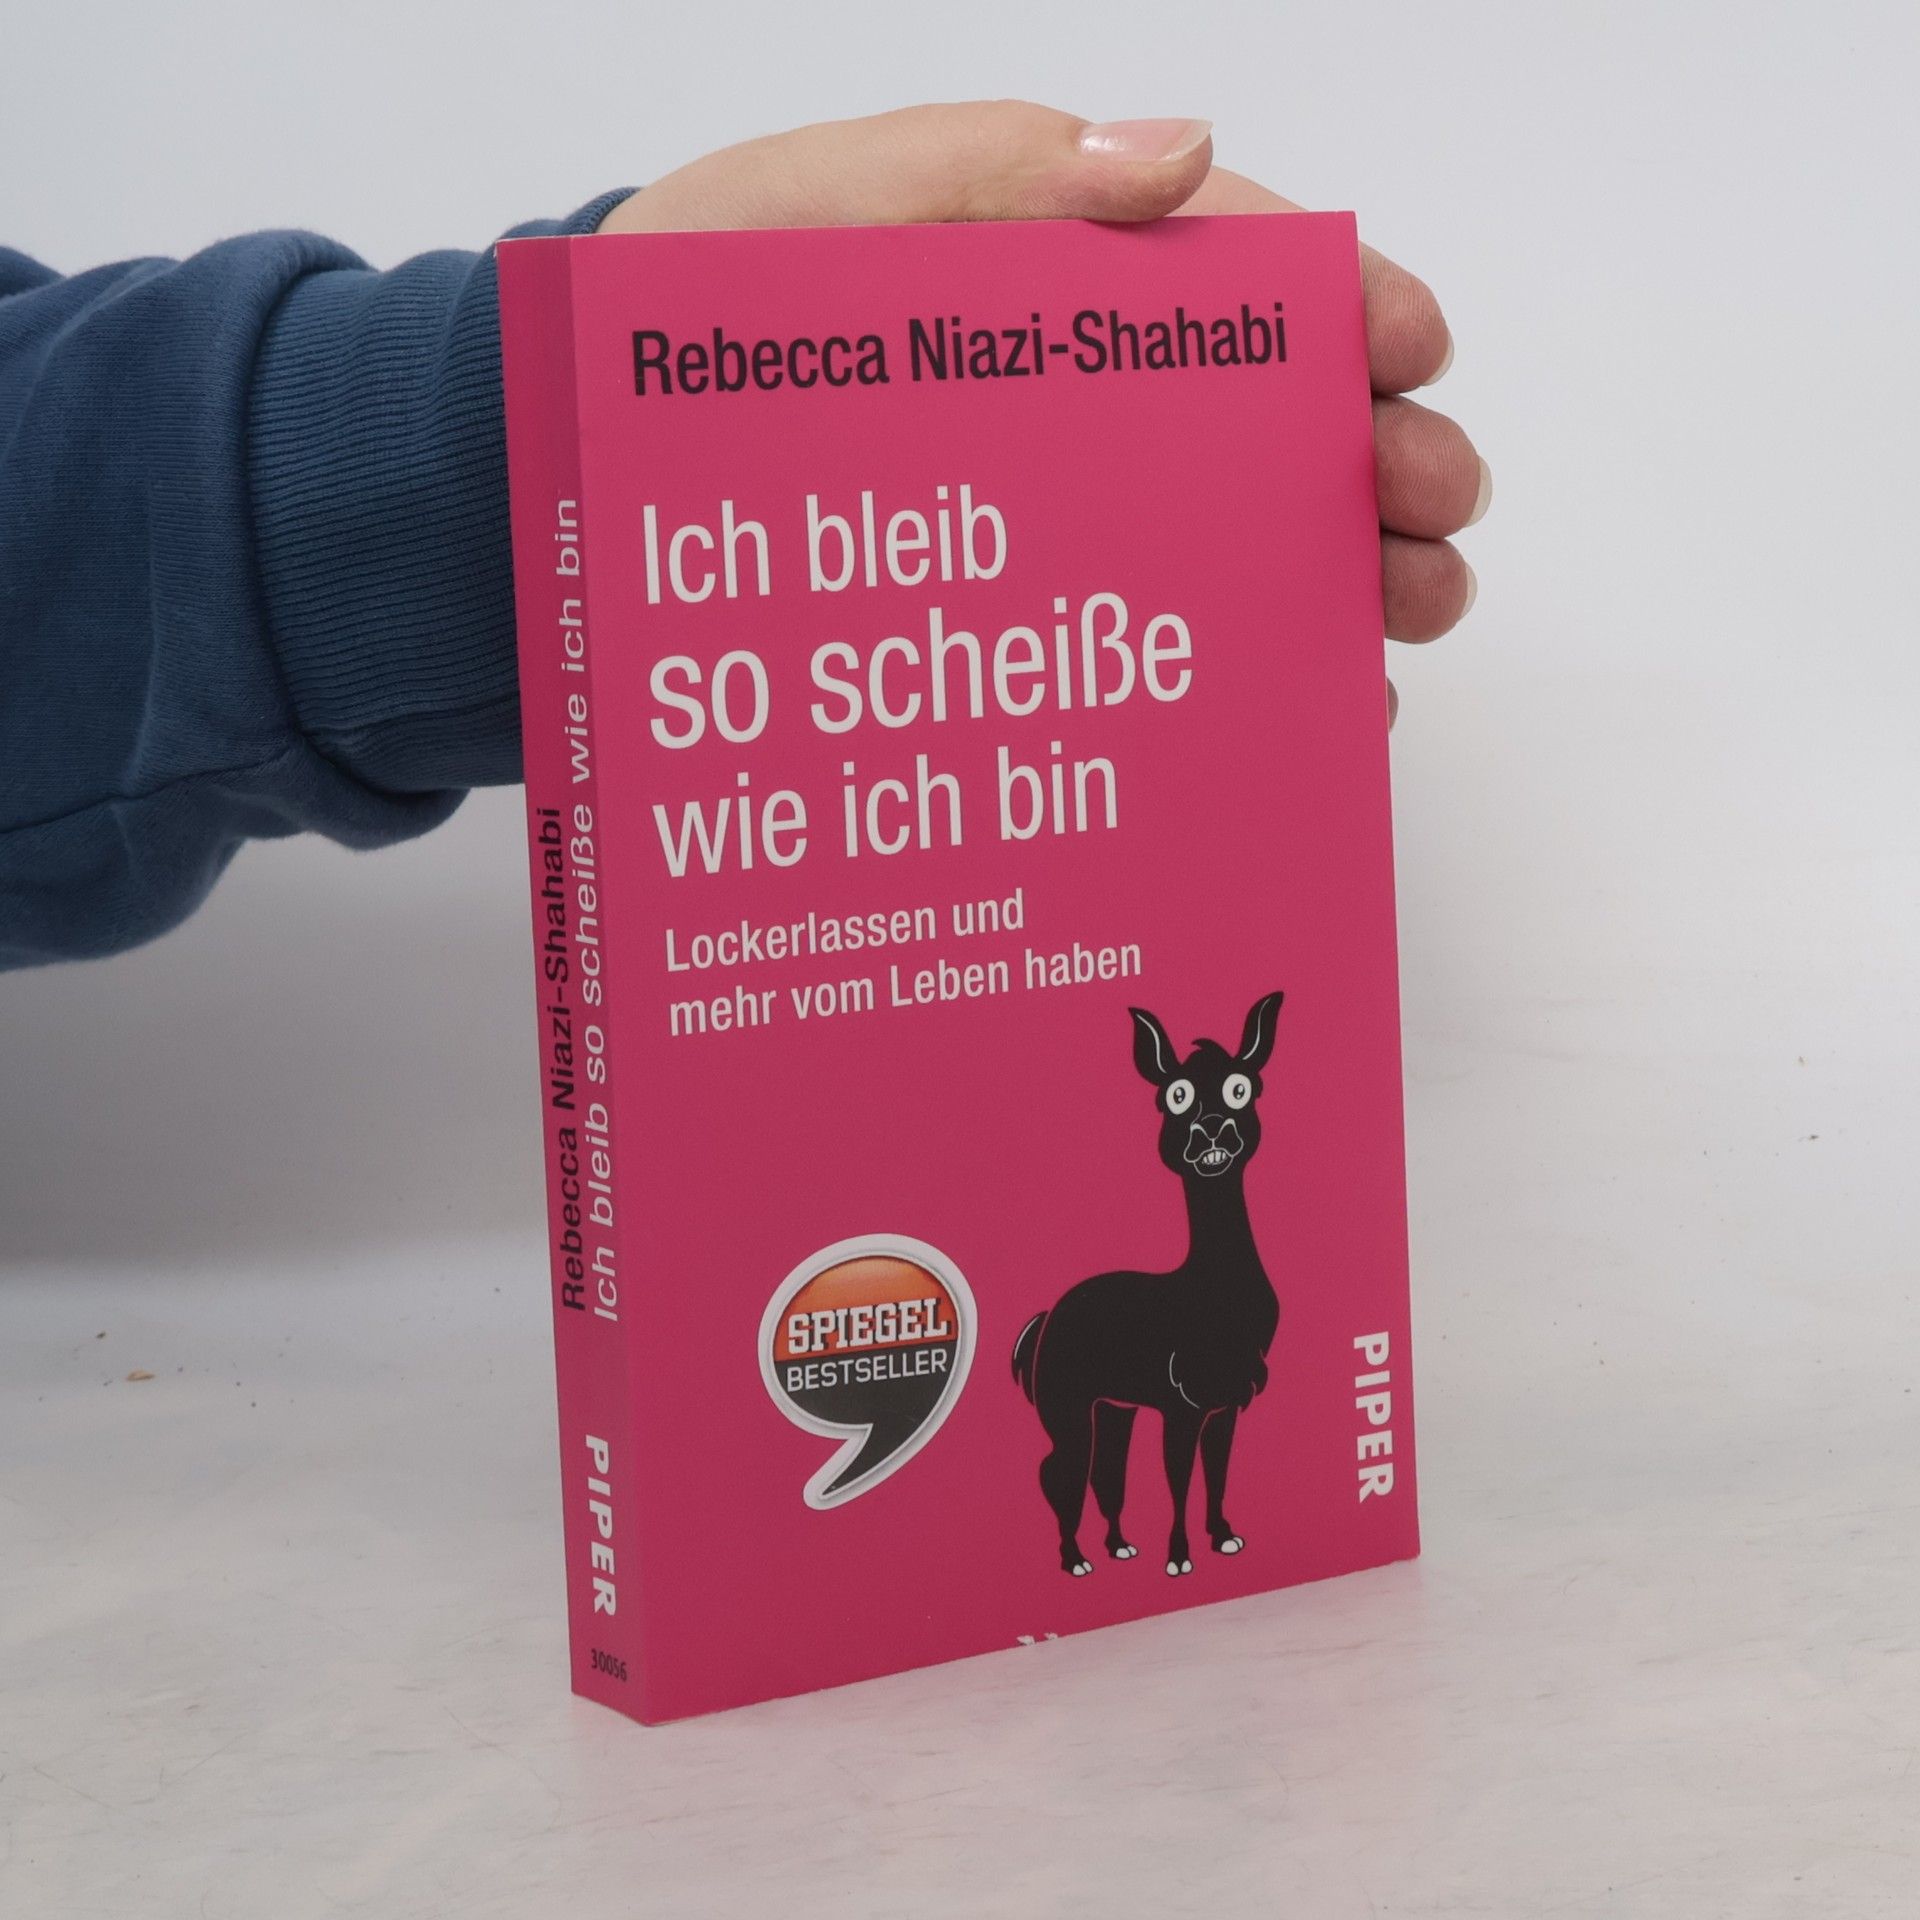 Rebecca Niazi-Shahabi
Ich bleib
so scheiße
wie ich bin
Lockerlassen und
mehr vom Leben haben
SPIEGEL
BESTSELLER
PIPER
Rebecca Niazi-Shahabi
Ich bleib so scheiße wie ich bin
PIPER
30056